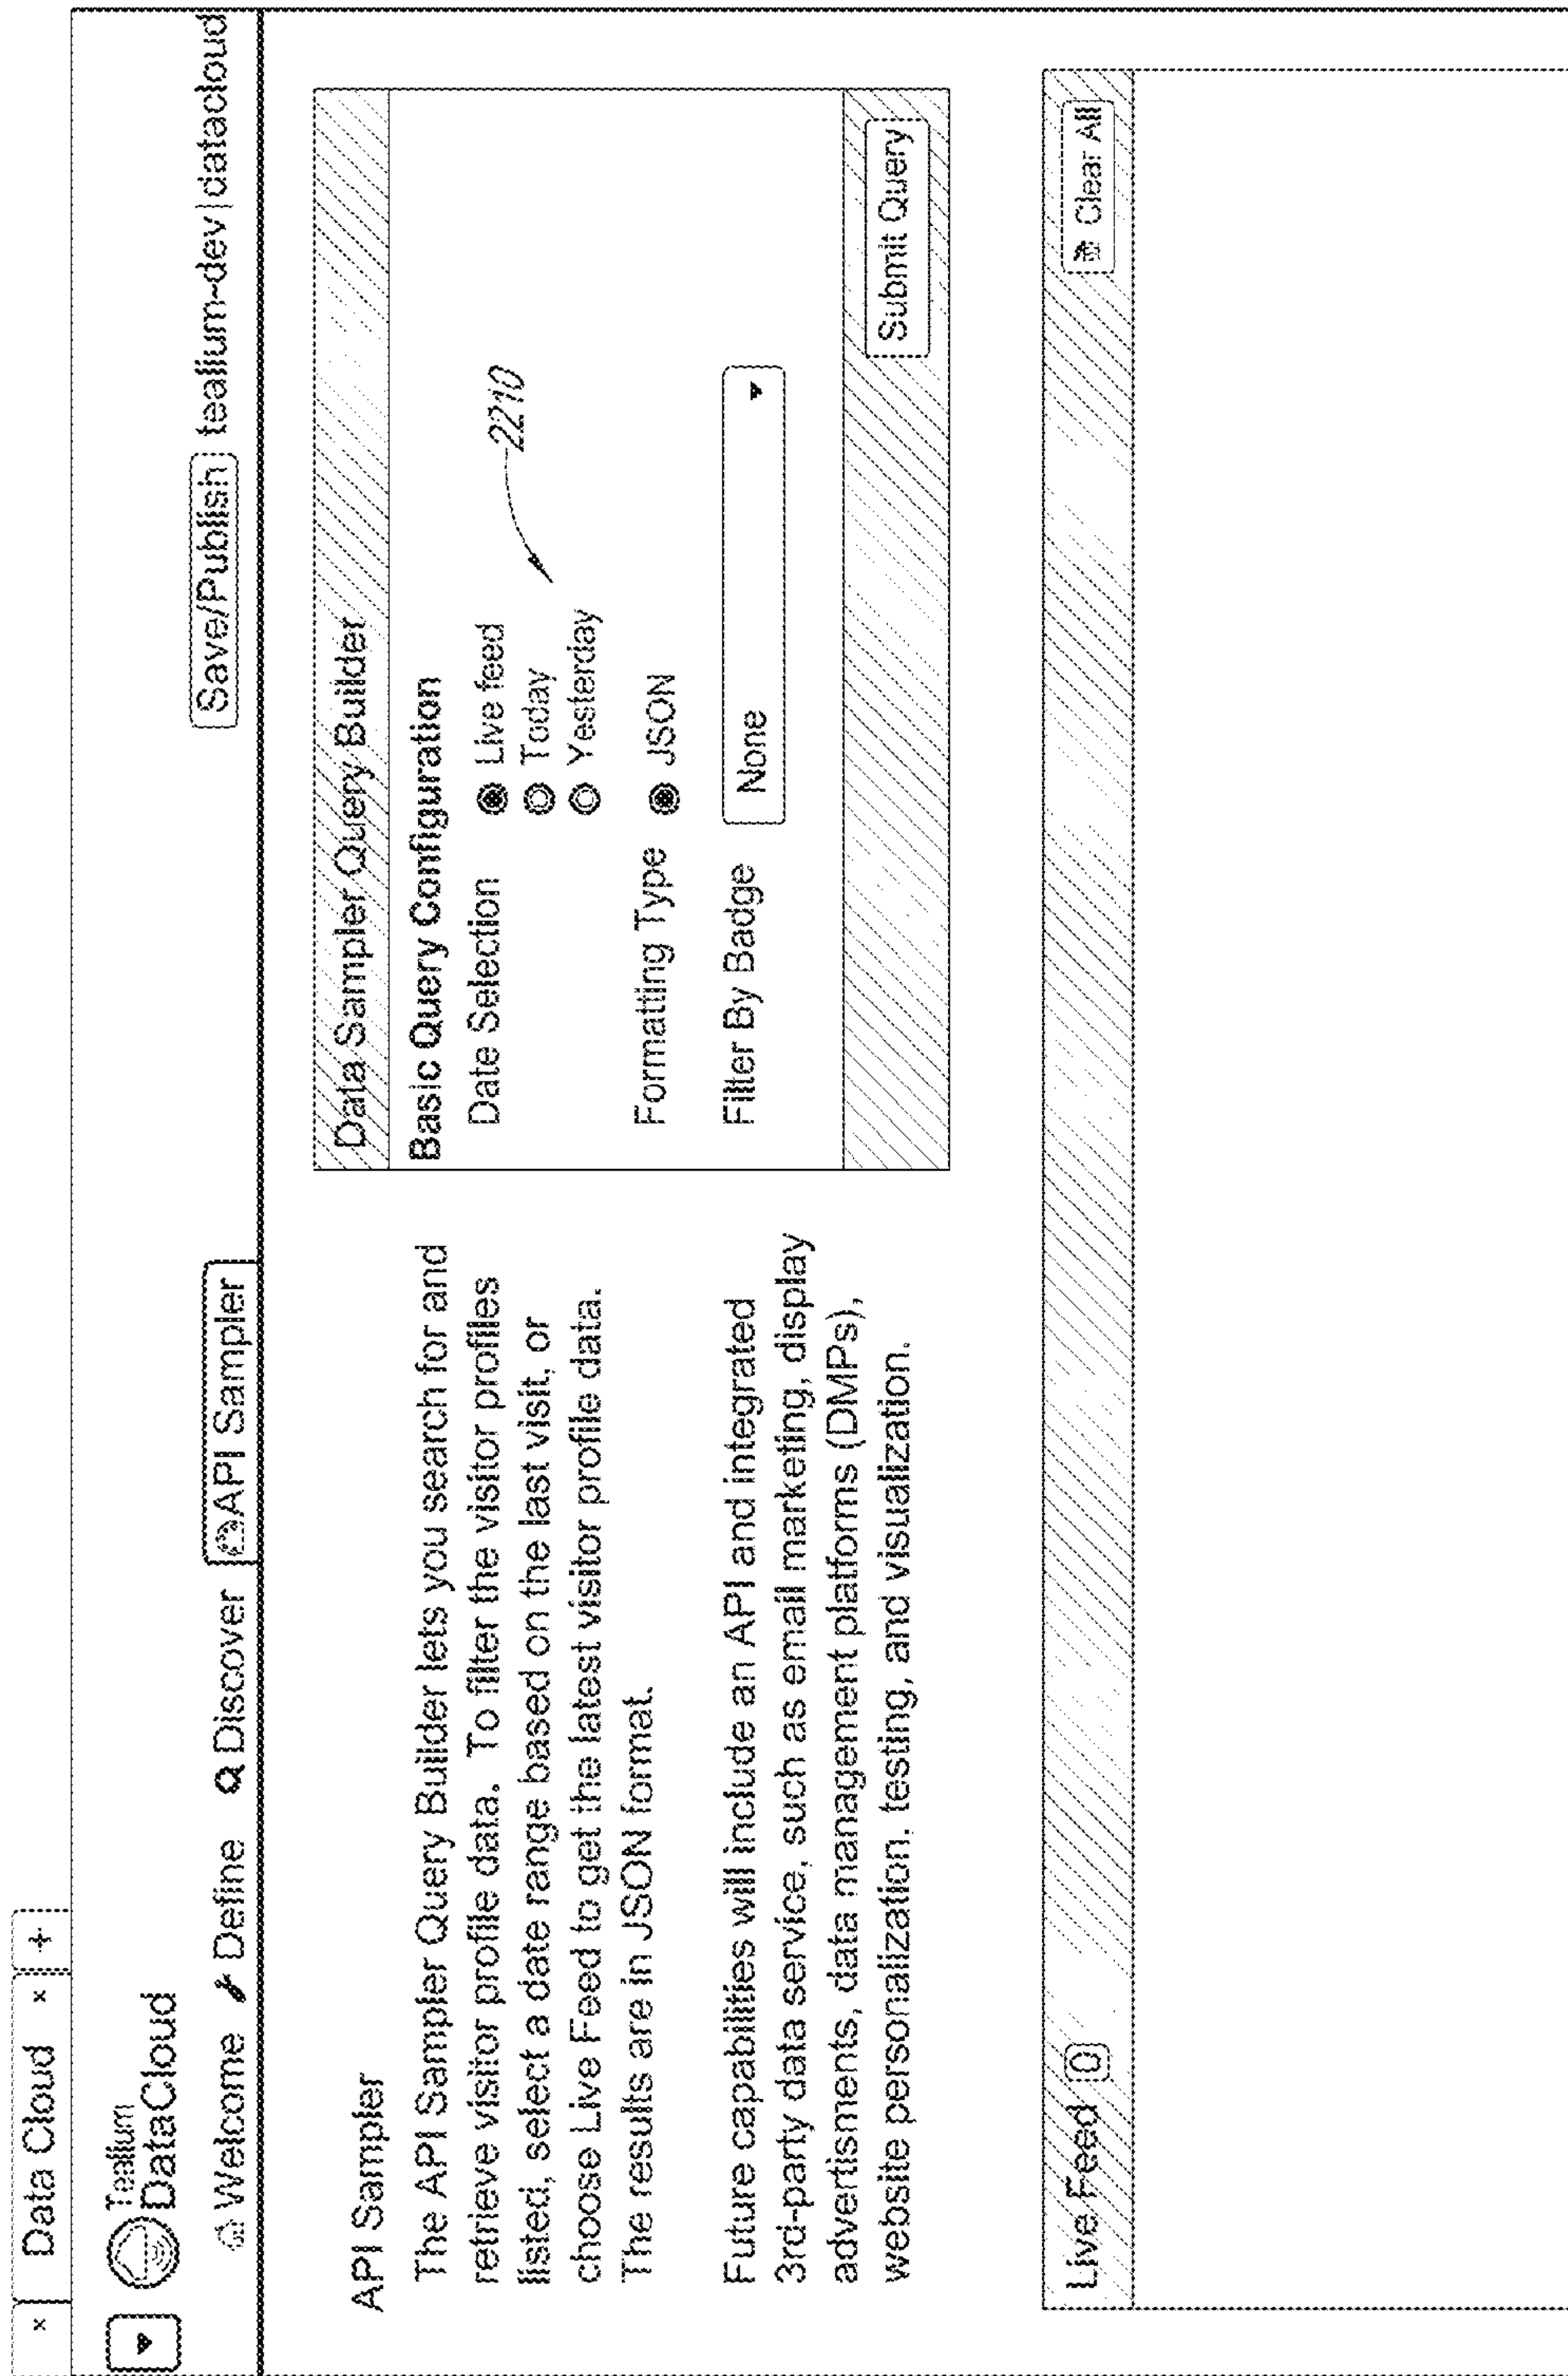 × Data Cloud × +
Tealium
DataCloud
Welcome Define Discover API Sampler Save/Publish tealium-dev|datacloud
API Sampler
The API Sampler Query Builder lets you search for and
retrieve visitor profile data. To filter the visitor profiles
listed, select a date range based on the last visit, or
choose Live Feed to get the latest visitor profile data.
The results are in JSON format.
Future capabilities will include an API and integrated
3rd-party data service, such as email marketing, display
advertisments, data management platforms (DMPs),
website personalization, testing, and visualization.
Data Sampler Query Builder
Basic Query Configuration
Date Selection Live feed
Today
Yesterday
2210
Formatting Type JSON
Filter By Badge None
Submit Query
Live Feed 0 Clear All